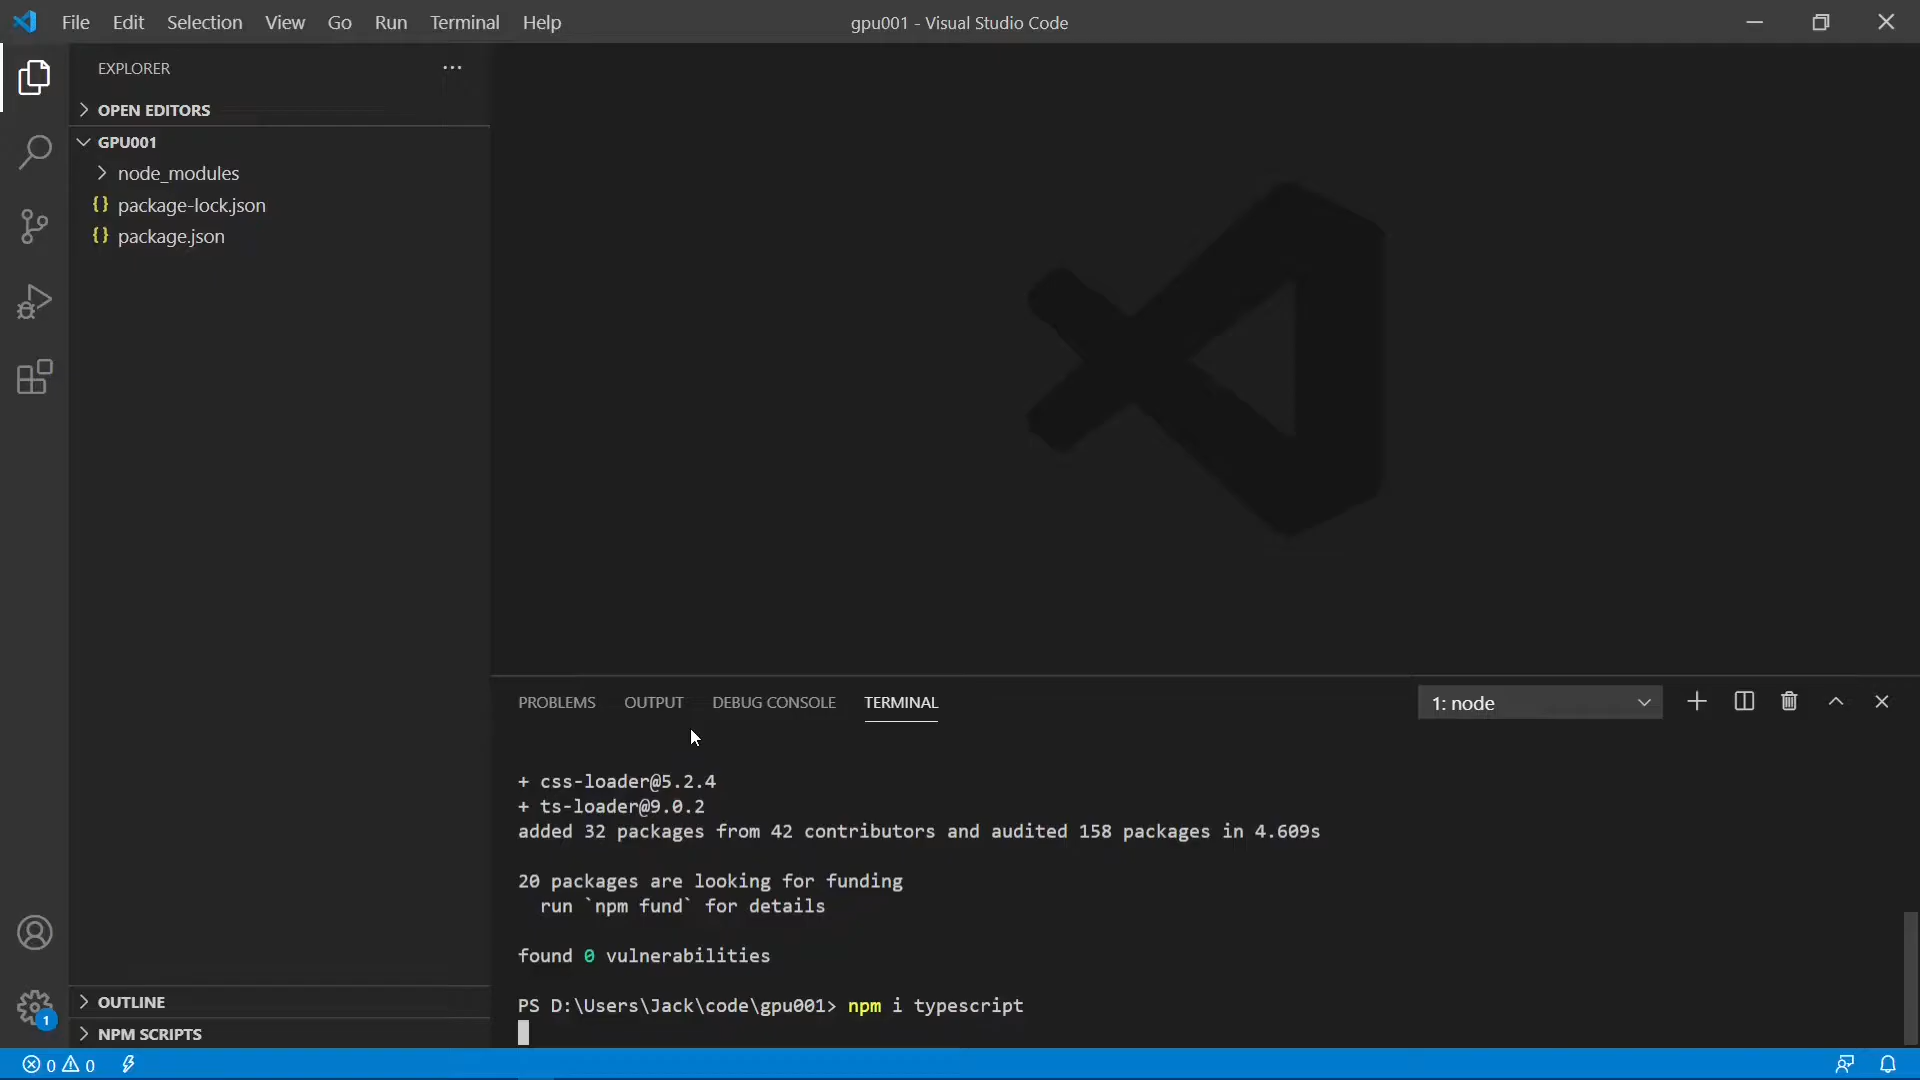 File Edit Selection View Go Run Terminal Help
gpu001 - Visual Studio Code
EXPLORER
OPEN EDITORS
GPU001
node_modules
{} package-lock.json
{} package.json
OUTLINE
NPM SCRIPTS
PROBLEMS OUTPUT DEBUG CONSOLE TERMINAL
1: node
+ css-loader@5.2.4
+ ts-loader@9.0.2
added 32 packages from 42 contributors and audited 158 packages in 4.609s
20 packages are looking for funding
run `npm fund` for details
found 0 vulnerabilities
PS D:\Users\Jack\code\gpu001> npm i typescript
1
0 0